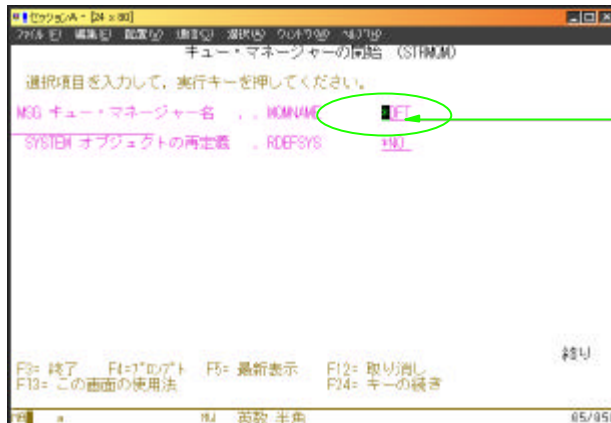 セッションA - [24 x 80]
ファイル(F) 編集(E) 配置(V) 通信(C) 選択(A) ウィンドウ(W) ヘルプ(H)
キュー・マネージャーの開始 (STRMQM)
選択項目を入力して，実行キーを押してください。
MSG キュー・マネージャー名 . . MQMNAME *DFT
SYSTEM オブジェクトの再定義 . RDEFSYS *NO
終り
F3= 終了 F4=プロンプト F5= 最新表示 F12= 取り消し
F13= この画面の使用法 F24= キーの続き
MW 英数 半角 05/05